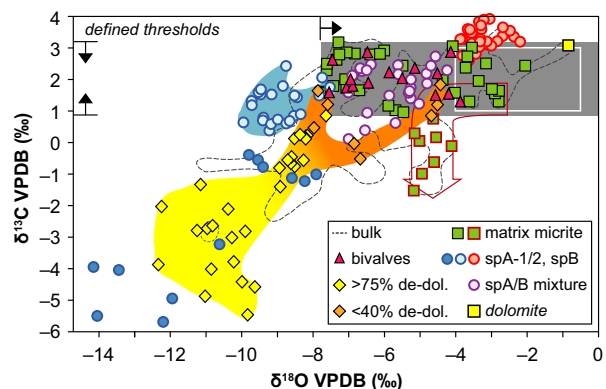 defined thresholds
δ13C VPDB (‰)
4
3
2
1
0
−1
−2
−3
−4
−5
6
−14
−12
−10
−8
−6
−4
−2
0
δ18O VPDB (‰)
bulk
bivalves
>75% de-dol.
<40% de-dol.
matrix micrite
spA-1/2, spB
spA/B mixture
dolomite